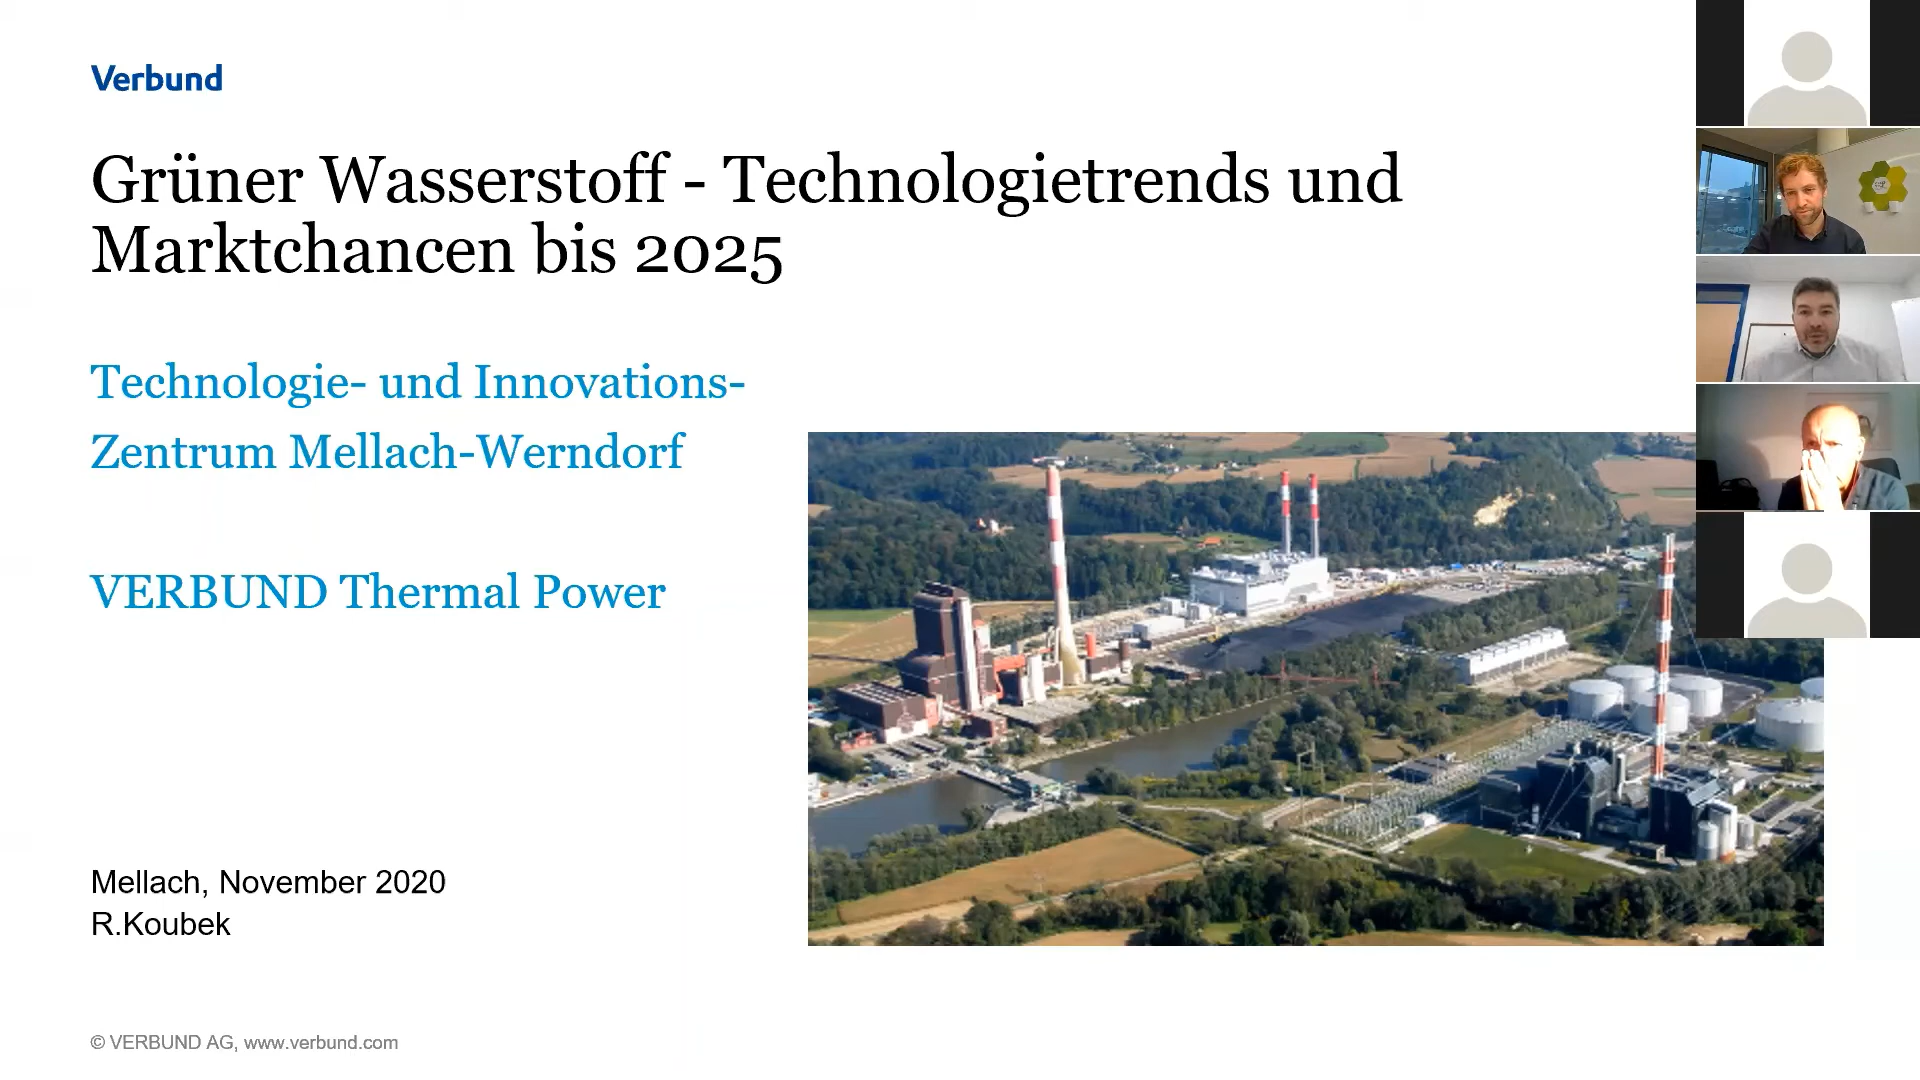 Verbund
Grüner Wasserstoff - Technologietrends und
Marktchancen bis 2025
Technologie- und Innovations-
Zentrum Mellach-Werndorf
VERBUND Thermal Power
Mellach, November 2020
R.Koubek
© VERBUND AG, www.verbund.com